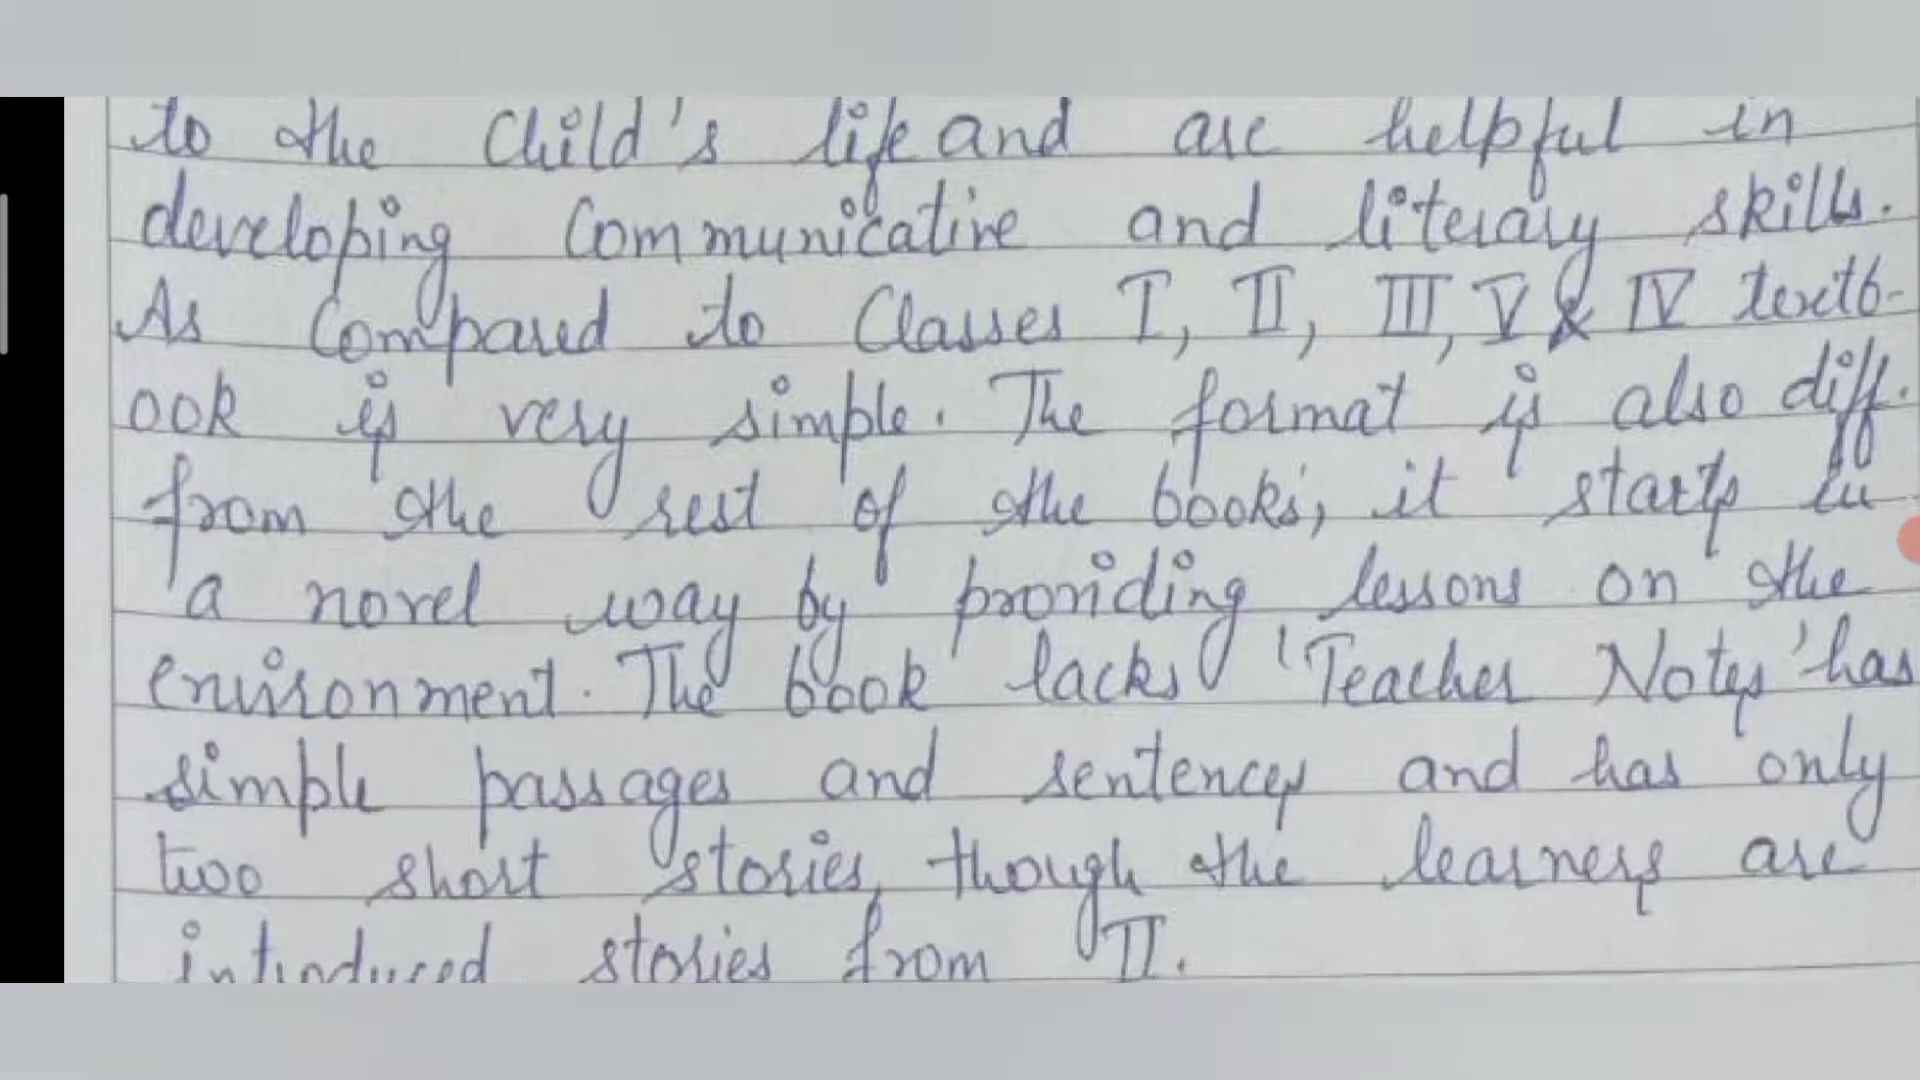 to the Child's life and are helpful in
developing Communicative and literary skills.
As Compared to Classes I, II, III, V & IV textb-
ook is very simple. The format is also diff.
from the rest of the books, it starts in
a novel way by providing lessons on the
environment. The book lacks 'Teacher Notes' has
simple passages and sentences and has only
two short stories, though the learners are
introduced stories from II.